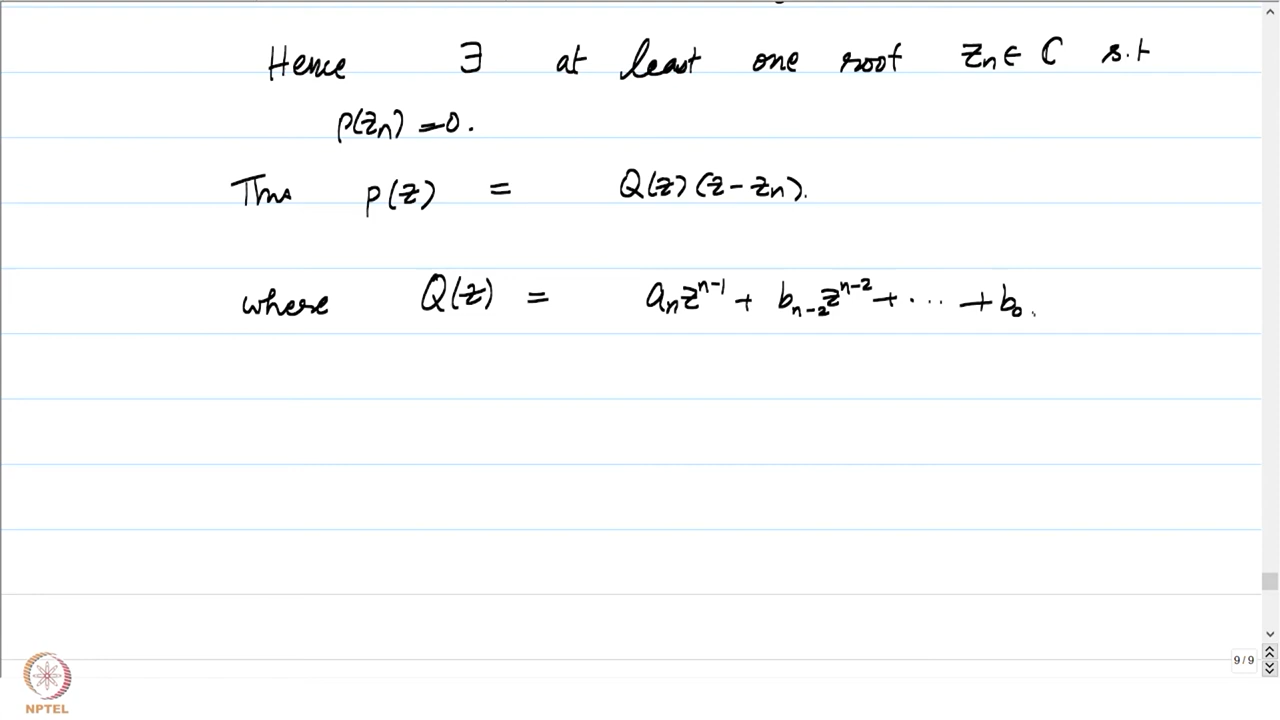 Hence ∃ at least one root zₙ ∈ C s.t
p(zₙ) = 0.
Thus p(z) = Q(z)(z - zₙ).
where Q(z) = aₙzⁿ⁻¹ + bₙ₋₂zⁿ⁻² + ... + b₀.
9 / 9
NPTEL